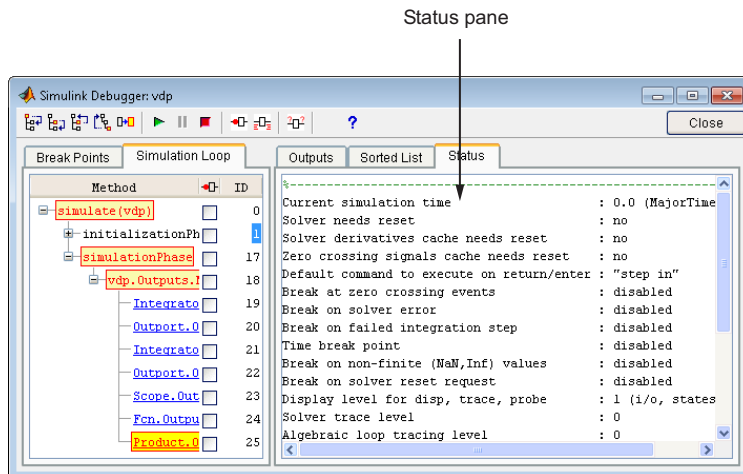 Status pane
Simulink Debugger: vdp
Close
Break Points Simulation Loop
Method ID
simulate(vdp) 0
initializationPh 1
simulationPhase 17
vdp.Outputs.M 18
Integrato 19
Outport.O 20
Integrato 21
Outport.O 22
Scope.Out 23
Fcn.Outpu 24
Product.O 25
Outputs Sorted List Status
%----------------------------------------------------------------
Current simulation time : 0.0 (MajorTime
Solver needs reset : no
Solver derivatives cache needs reset : no
Zero crossing signals cache needs reset : no
Default command to execute on return/enter : "step in"
Break at zero crossing events : disabled
Break on solver error : disabled
Break on failed integration step : disabled
Time break point : disabled
Break on non-finite (NaN,Inf) values : disabled
Break on solver reset request : disabled
Display level for disp, trace, probe : 1 (i/o, states
Solver trace level : 0
Algebraic loop tracing level : 0